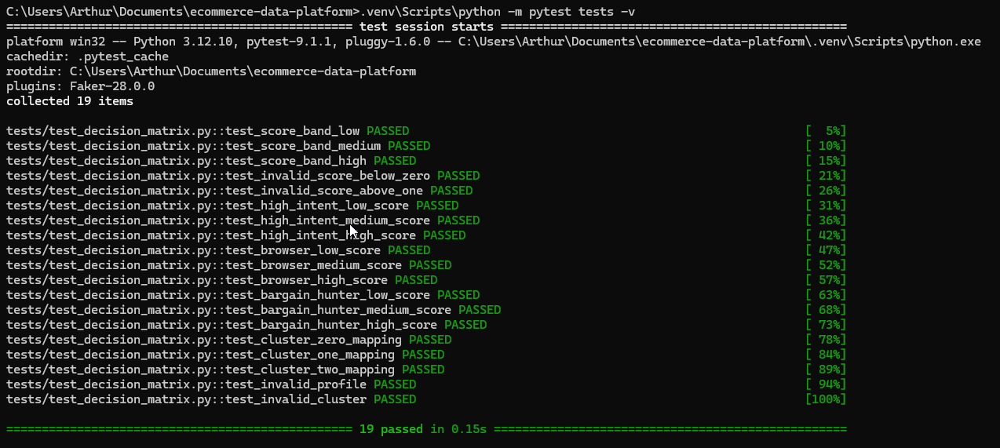 C:\Users\Arthur\Documents\ecommerce-data-platform>.venv\Scripts\python -m pytest tests -v
================================================= test session starts =================================================
platform win32 -- Python 3.12.10, pytest-9.1.1, pluggy-1.6.0 -- C:\Users\Arthur\Documents\ecommerce-data-platform\.venv\Scripts\python.exe
cachedir: .pytest_cache
rootdir: C:\Users\Arthur\Documents\ecommerce-data-platform
plugins: Faker-28.0.0
collected 19 items
tests/test_decision_matrix.py::test_score_band_low PASSED [  5%]
tests/test_decision_matrix.py::test_score_band_medium PASSED [ 10%]
tests/test_decision_matrix.py::test_score_band_high PASSED [ 15%]
tests/test_decision_matrix.py::test_invalid_score_below_zero PASSED [ 21%]
tests/test_decision_matrix.py::test_invalid_score_above_one PASSED [ 26%]
tests/test_decision_matrix.py::test_high_intent_low_score PASSED [ 31%]
tests/test_decision_matrix.py::test_high_intent_medium_score PASSED [ 36%]
tests/test_decision_matrix.py::test_high_intent_high_score PASSED [ 42%]
tests/test_decision_matrix.py::test_browser_low_score PASSED [ 47%]
tests/test_decision_matrix.py::test_browser_medium_score PASSED [ 52%]
tests/test_decision_matrix.py::test_browser_high_score PASSED [ 57%]
tests/test_decision_matrix.py::test_bargain_hunter_low_score PASSED [ 63%]
tests/test_decision_matrix.py::test_bargain_hunter_medium_score PASSED [ 68%]
tests/test_decision_matrix.py::test_bargain_hunter_high_score PASSED [ 73%]
tests/test_decision_matrix.py::test_cluster_zero_mapping PASSED [ 78%]
tests/test_decision_matrix.py::test_cluster_one_mapping PASSED [ 84%]
tests/test_decision_matrix.py::test_cluster_two_mapping PASSED [ 89%]
tests/test_decision_matrix.py::test_invalid_profile PASSED [ 94%]
tests/test_decision_matrix.py::test_invalid_cluster PASSED [100%]
================================================= 19 passed in 0.15s ==================================================